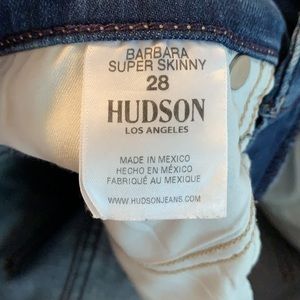 BARBARA
SUPER SKINNY
28
HUDSON
LOS ANGELES
MADE IN MEXICO
HECHO EN MÉXICO
FABRIQUÉ AU MEXIQUE
WWW.HUDSONJEANS.COM